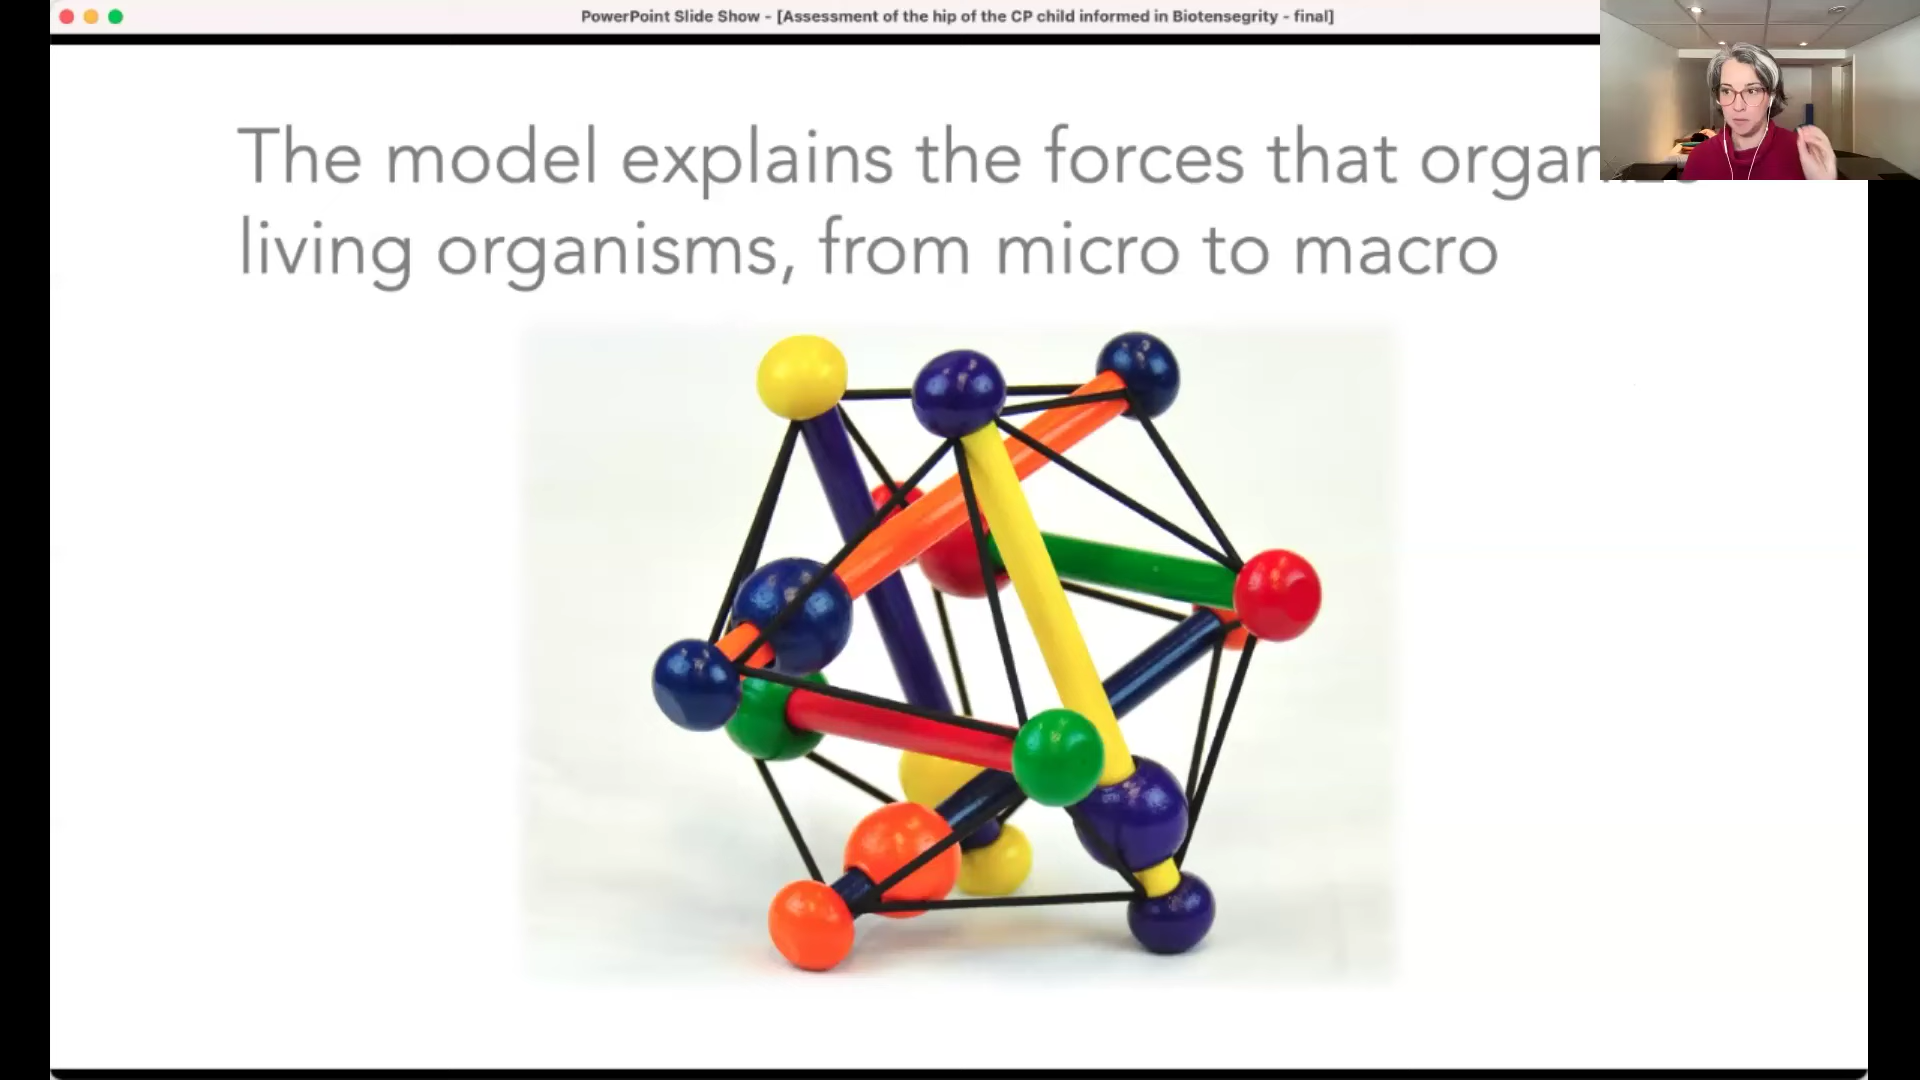 PowerPoint Slide Show - [Assessment of the hip of the CP child informed in Biotensegrity - final]
The model explains the forces that organize
living organisms, from micro to macro